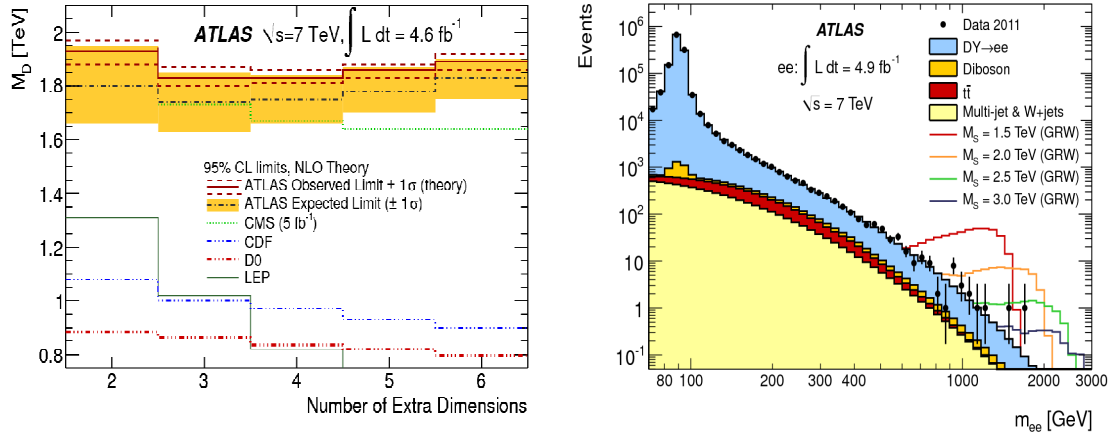 M_D [TeV]
ATLAS √s=7 TeV, ∫ L dt = 4.6 fb⁻¹
2
1.8
1.6
1.4
1.2
1
0.8
95% CL limits, NLO Theory
ATLAS Observed Limit ± 1σ (theory)
ATLAS Expected Limit (± 1σ)
CMS (5 fb⁻¹)
CDF
D0
LEP
2 3 4 5 6
Number of Extra Dimensions
Events
10⁶
10⁵
10⁴
10³
10²
10
1
10⁻¹
ATLAS
ee: ∫ L dt = 4.9 fb⁻¹
√s = 7 TeV
Data 2011
DY→ee
Diboson
tt̅
Multi-jet & W+jets
M_S = 1.5 TeV (GRW)
M_S = 2.0 TeV (GRW)
M_S = 2.5 TeV (GRW)
M_S = 3.0 TeV (GRW)
80 100 200 300 400 1000 2000 3000
m_ee [GeV]